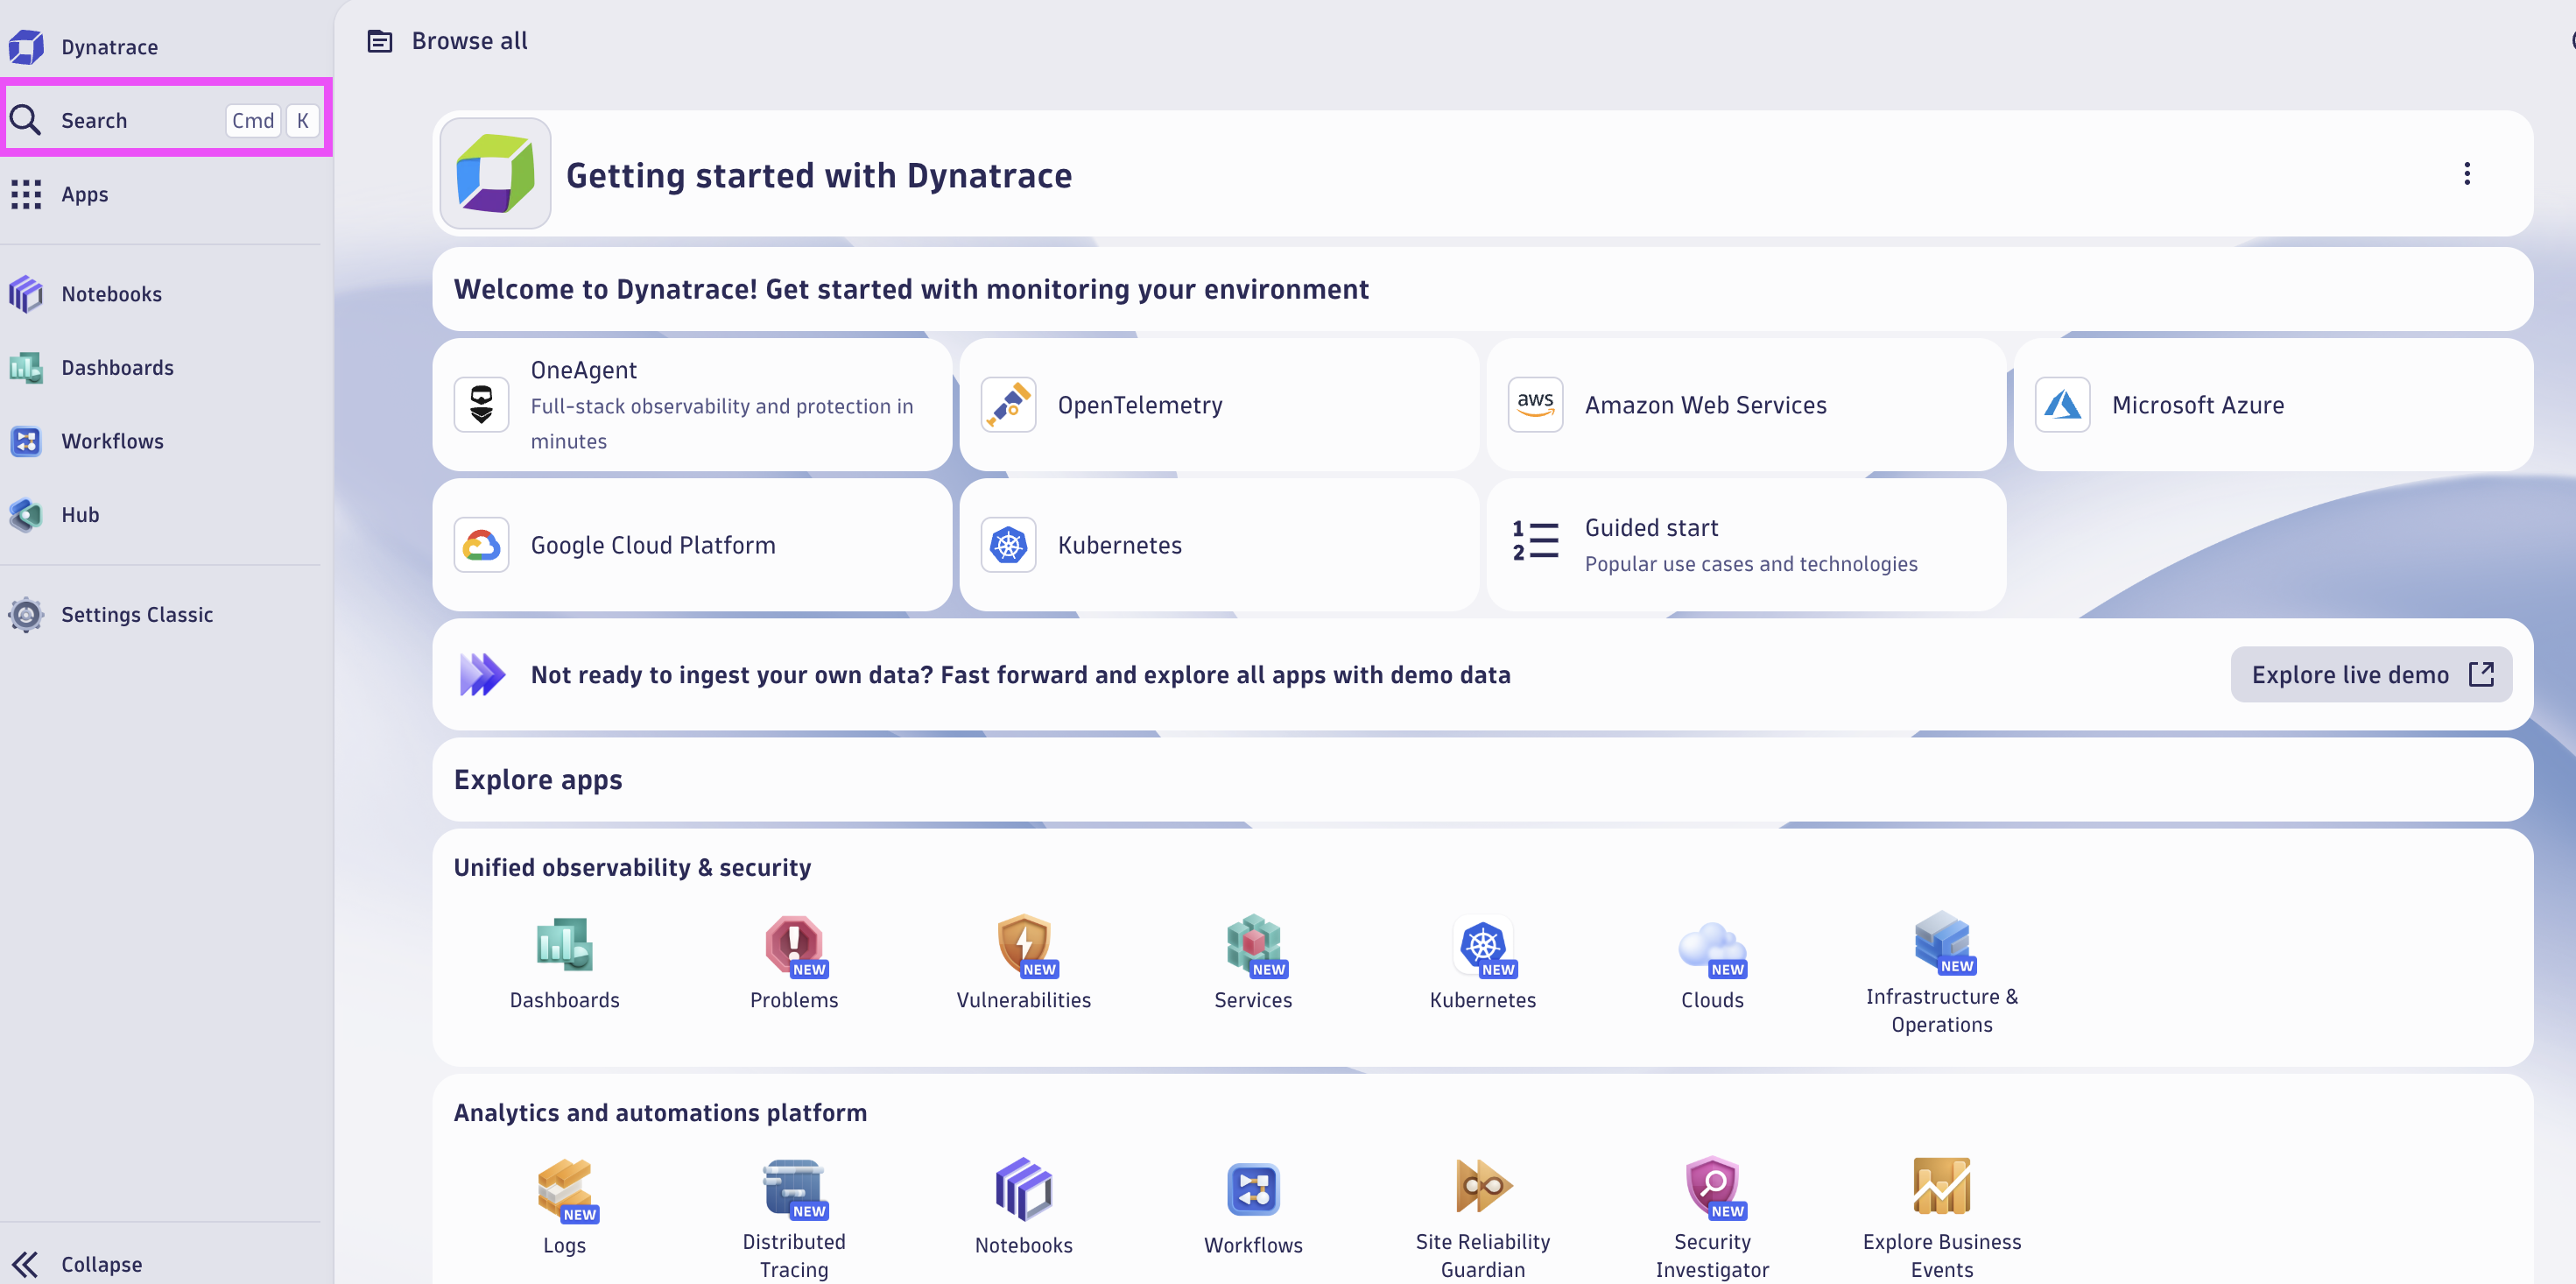 Dynatrace
Search Cmd K
Apps
Notebooks
Dashboards
Workflows
Hub
Settings Classic
Collapse
Browse all
Getting started with Dynatrace
Welcome to Dynatrace! Get started with monitoring your environment
OneAgent
Full-stack observability and protection in
minutes
OpenTelemetry
aws
Amazon Web Services
Microsoft Azure
Google Cloud Platform
Kubernetes
1
2
Guided start
Popular use cases and technologies
Not ready to ingest your own data? Fast forward and explore all apps with demo data
Explore live demo
Explore apps
Unified observability & security
Dashboards
NEW
Problems
NEW
Vulnerabilities
NEW
Services
NEW
Kubernetes
NEW
Clouds
NEW
Infrastructure &
Operations
Analytics and automations platform
NEW
Logs
NEW
Distributed
Tracing
Notebooks
Workflows
Site Reliability
Guardian
NEW
Security
Investigator
Explore Business
Events